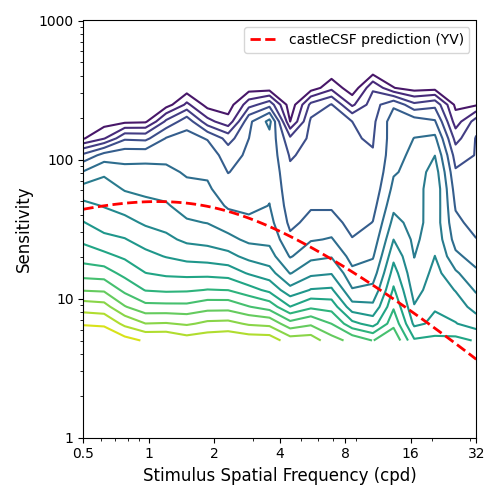 1000
castleCSF prediction (YV)
100
10
1
Sensitivity
0.5 1 2 4 8 16 32
Stimulus Spatial Frequency (cpd)